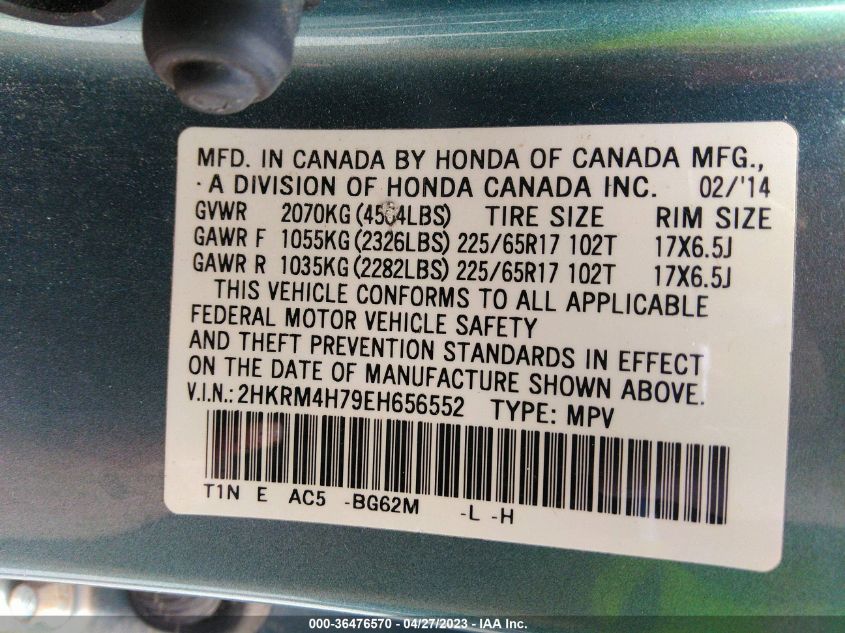 MFD. IN CANADA BY HONDA OF CANADA MFG.,
A DIVISION OF HONDA CANADA INC. 02/'14
GVWR 2070KG (4564LBS) TIRE SIZE RIM SIZE
GAWR F 1055KG (2326LBS) 225/65R17 102T 17X6.5J
GAWR R 1035KG (2282LBS) 225/65R17 102T 17X6.5J
THIS VEHICLE CONFORMS TO ALL APPLICABLE
FEDERAL MOTOR VEHICLE SAFETY
AND THEFT PREVENTION STANDARDS IN EFFECT
ON THE DATE OF MANUFACTURE SHOWN ABOVE.
V.I.N.: 2HKRM4H79EH656552 TYPE: MPV
T1N E AC5 -BG62M -L -H
000-36476570 / 04/27/2023 - IAA Inc.